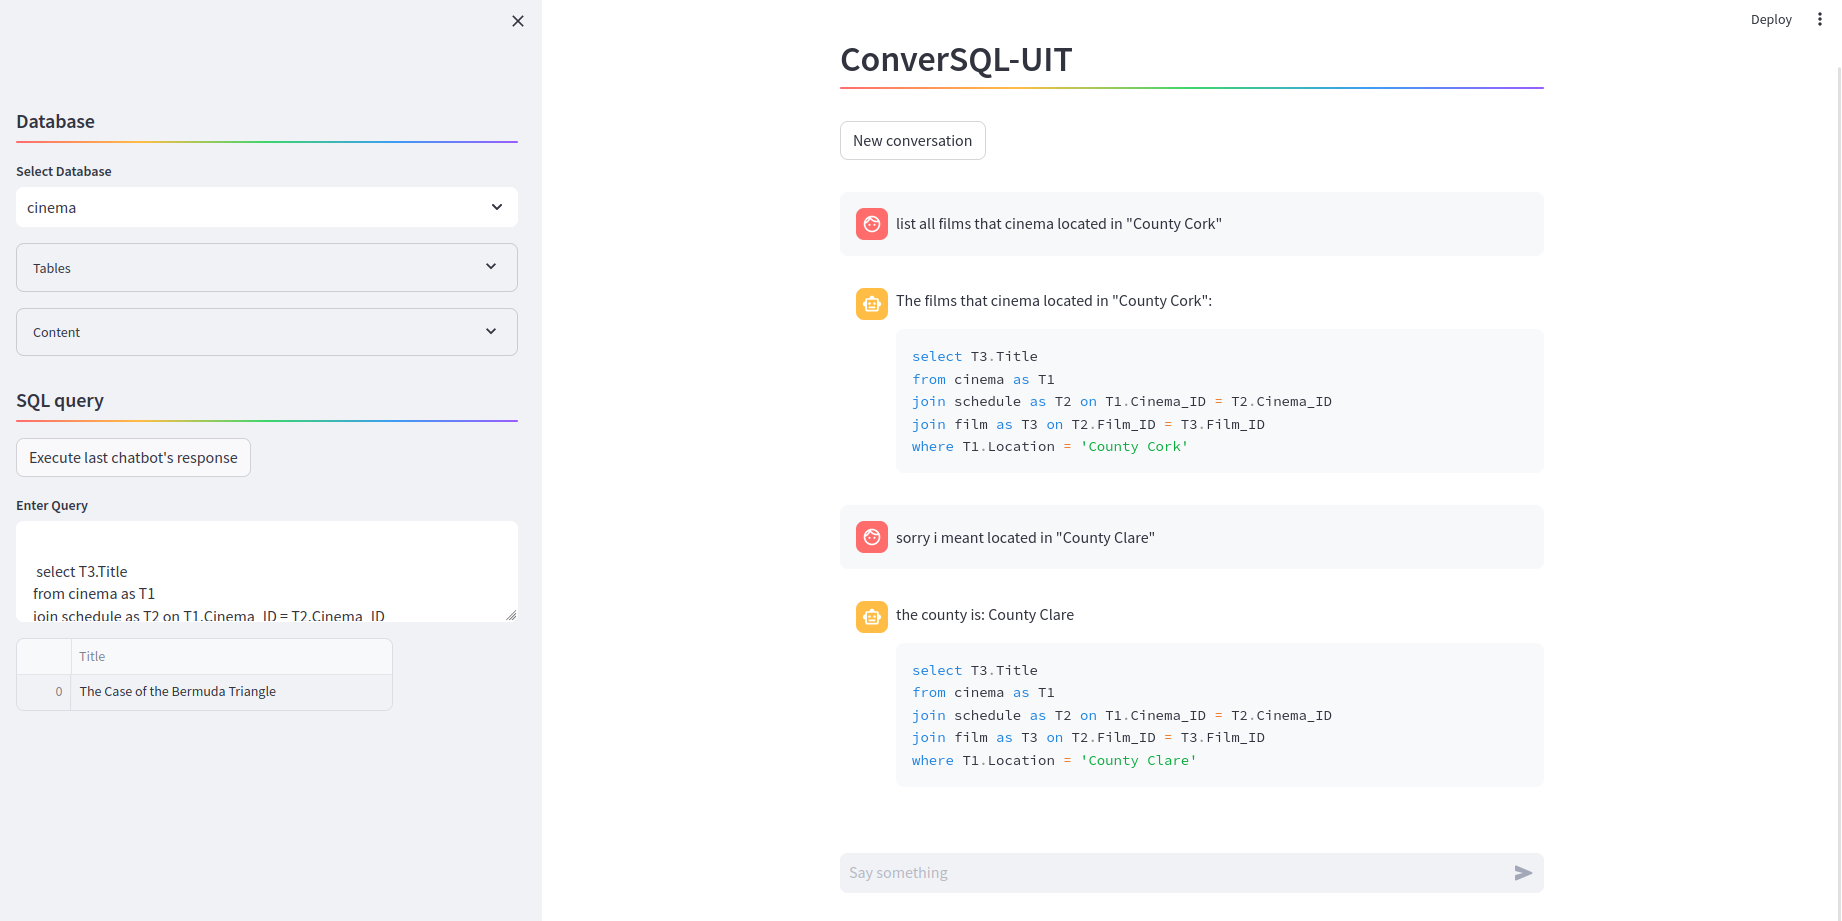 Database
Select Database
cinema
Tables
Content
SQL query
Execute last chatbot's response
Enter Query
select T3.Title
from cinema as T1
join schedule as T2 on T1.Cinema_ID = T2.Cinema_ID
Title
0 The Case of the Bermuda Triangle
Deploy
ConverSQL-UIT
New conversation
list all films that cinema located in "County Cork"
The films that cinema located in "County Cork":
select T3.Title
from cinema as T1
join schedule as T2 on T1.Cinema_ID = T2.Cinema_ID
join film as T3 on T2.Film_ID = T3.Film_ID
where T1.Location = 'County Cork'
sorry i meant located in "County Clare"
the county is: County Clare
select T3.Title
from cinema as T1
join schedule as T2 on T1.Cinema_ID = T2.Cinema_ID
join film as T3 on T2.Film_ID = T3.Film_ID
where T1.Location = 'County Clare'
Say something